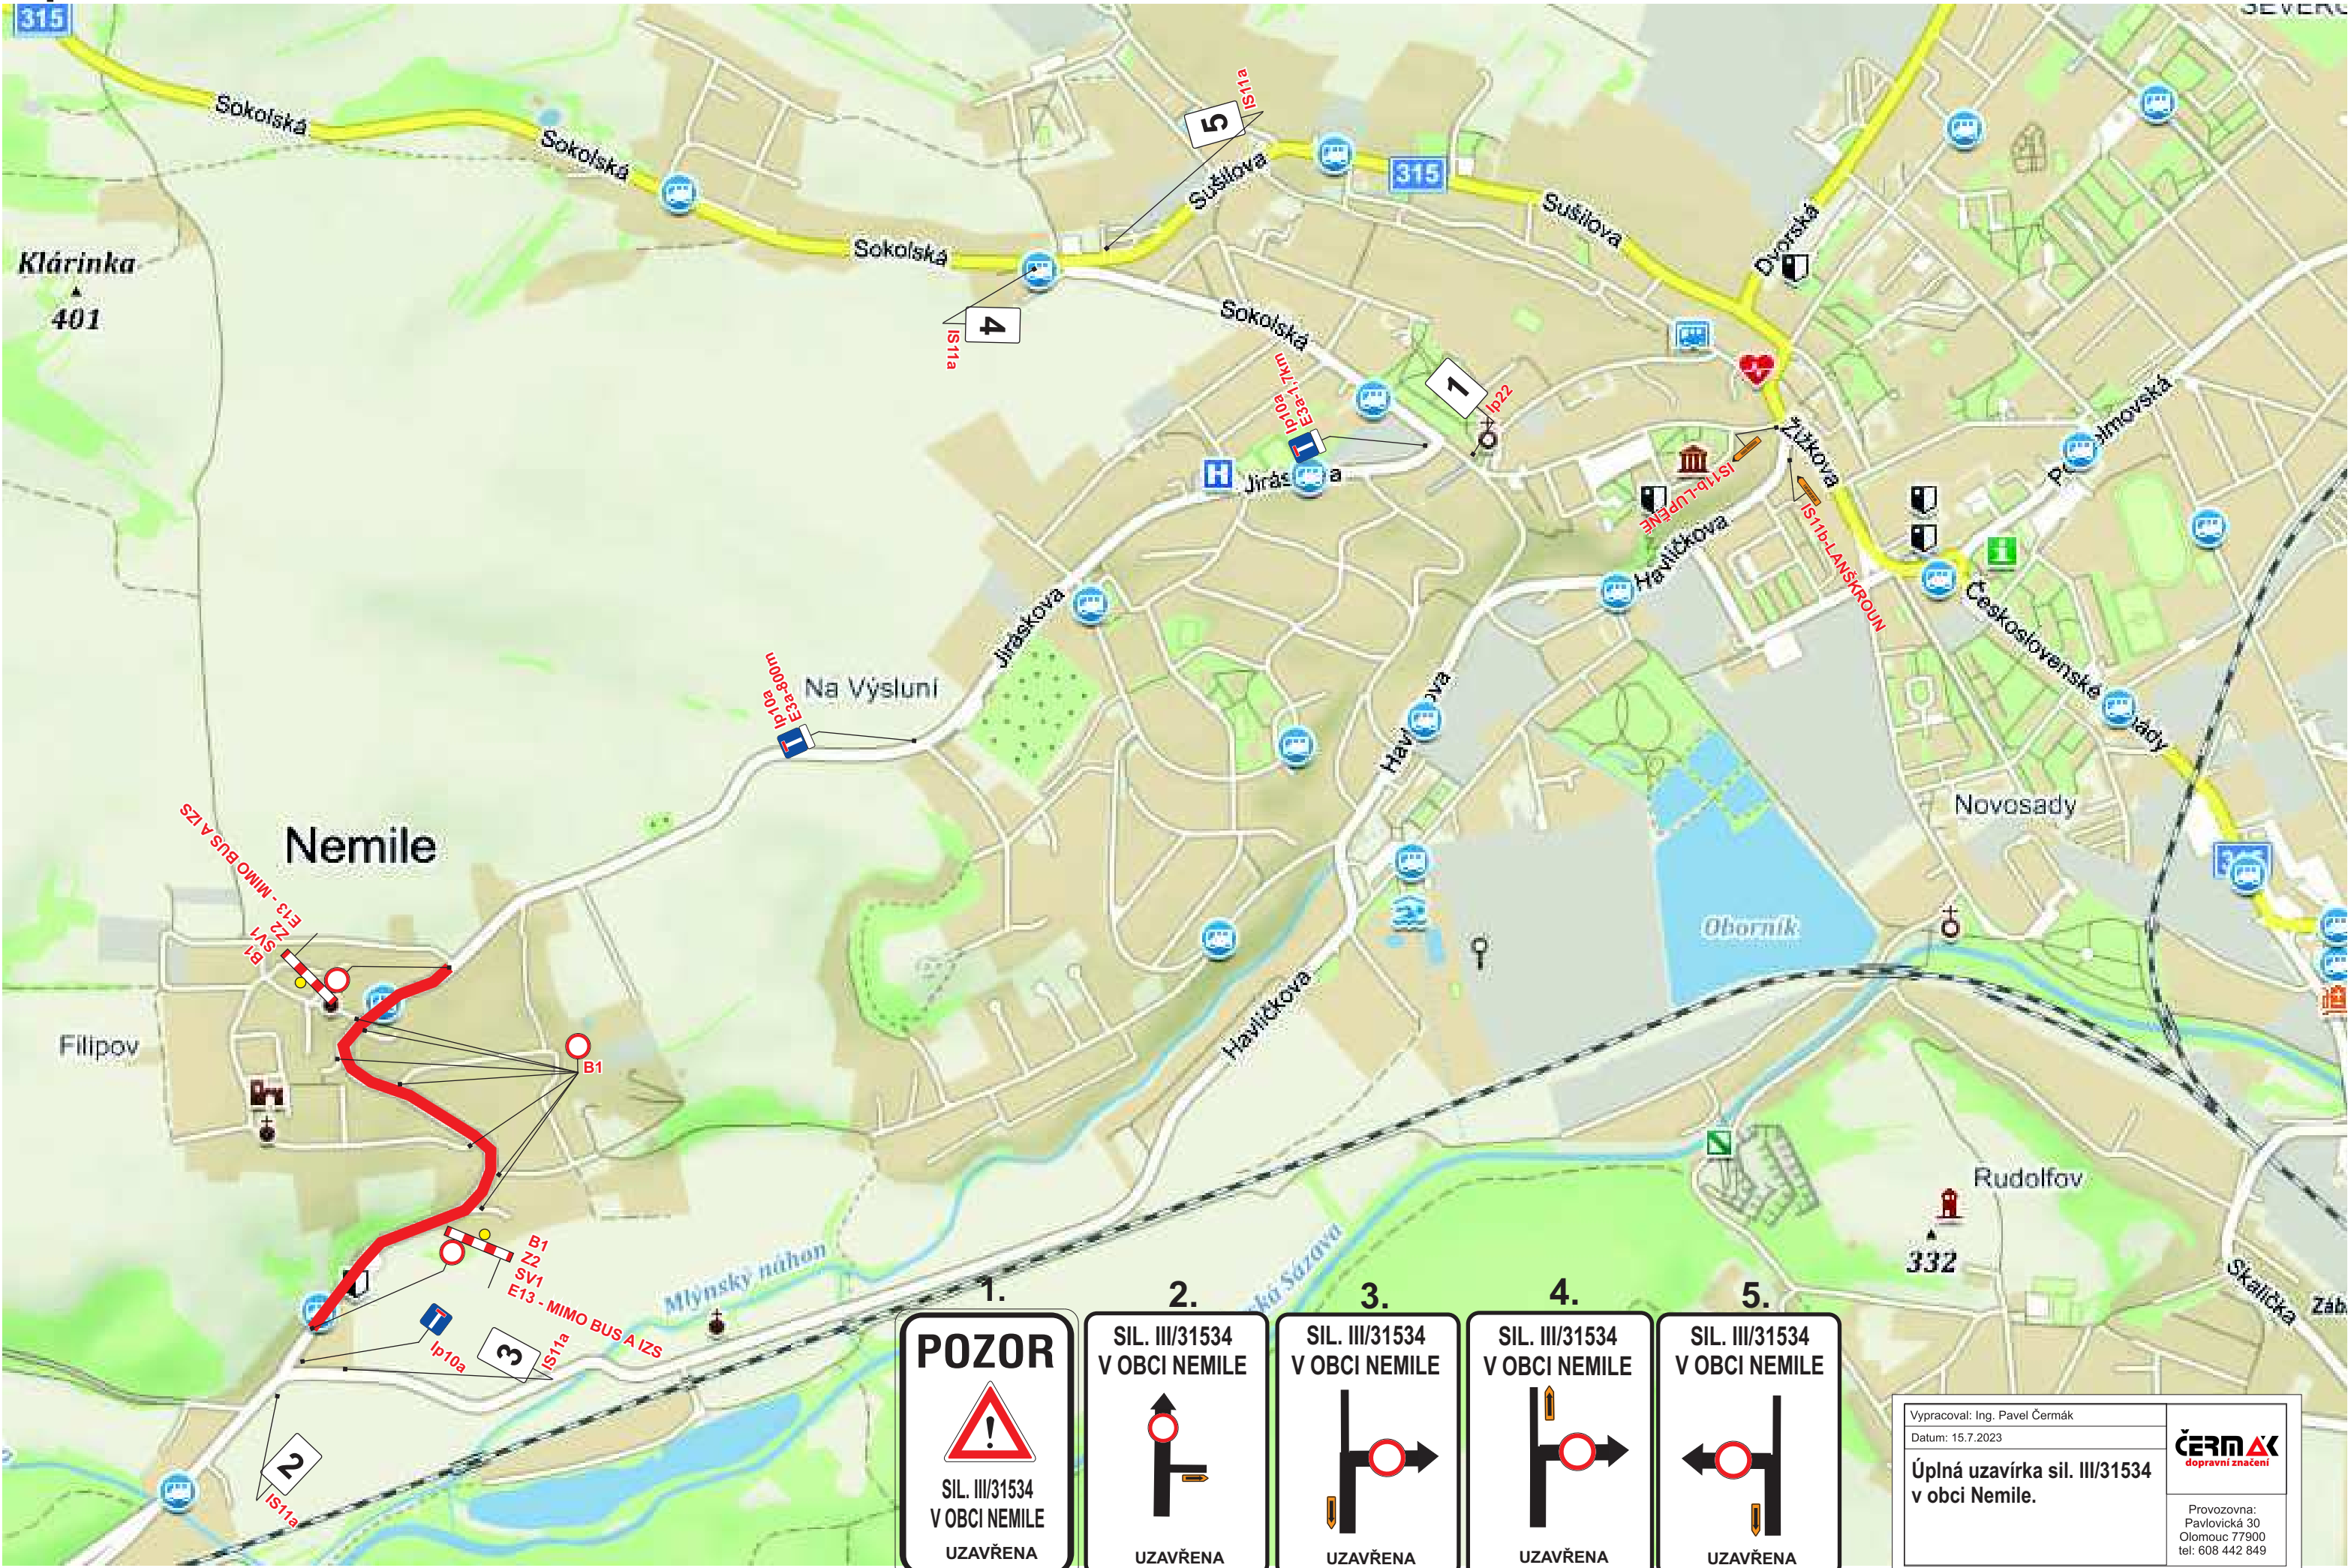 315
SEVERO
Sokolská
Sokolská
Sokolská
5
IS11a
Sušilova
315
Sušilova
Dvorská
Klárinka
401
4
IS11a
Sokolská
Ip10a
E3a-1,7km
1
Ip22
H
Žižkova
IS11b-LUPĚNÉ
IS11b-LANŠKROUN
Havlíčkova
Československé
Jiráskova
Ip10a
E3a-800m
Na Výsluní
Novosady
Nemile
E13 - MIMO BUS A IZS
Z2
SV1
B1
Oborník
Filipov
B1
Havlíčkova
Rudolfov
332
Skalička
Záb
Mlýnský náhon
B1
Z2
SV1
E13 - MIMO BUS A IZS
Ip10a
3
IS11a
2
IS11a
1.
POZOR
!
SIL. III/31534
V OBCI NEMILE
UZAVŘENA
2.
SIL. III/31534
V OBCI NEMILE
UZAVŘENA
3.
SIL. III/31534
V OBCI NEMILE
UZAVŘENA
4.
SIL. III/31534
V OBCI NEMILE
UZAVŘENA
5.
SIL. III/31534
V OBCI NEMILE
UZAVŘENA
Vypracoval: Ing. Pavel Čermák
Datum: 15.7.2023
Úplná uzavírka sil. III/31534
v obci Nemile.
ČERMÁK
dopravní značení
Provozovna:
Pavlovická 30
Olomouc 77900
tel: 608 442 849